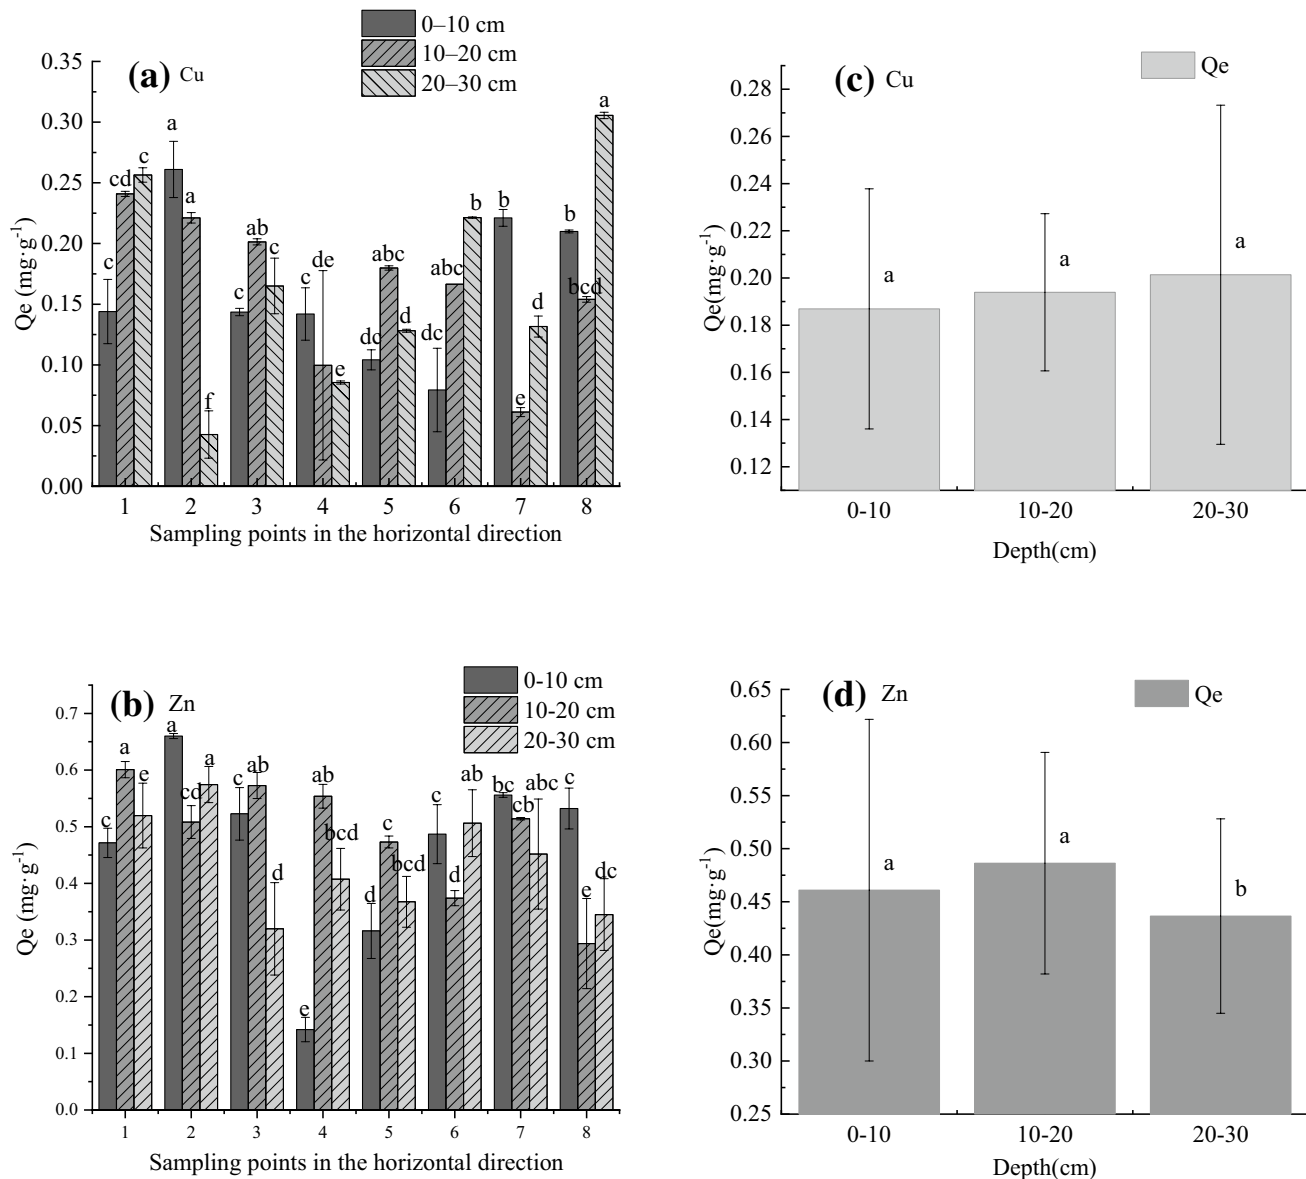 0–10 cm
10–20 cm
20–30 cm
(a) Cu
0.35
0.30
0.25
0.20
0.15
0.10
0.05
0.00
Qe (mg·g⁻¹)
c cd c
a a f
c ab c
c de e
dc abc d
dc abc b
b e d
b bcd a
1 2 3 4 5 6 7 8
Sampling points in the horizontal direction
(c) Cu
Qe
0.28
0.26
0.24
0.22
0.20
0.18
0.16
0.14
0.12
Qe(mg·g⁻¹)
a a a
0-10 10-20 20-30
Depth(cm)
(b) Zn
0-10 cm
10-20 cm
20-30 cm
0.7
0.6
0.5
0.4
0.3
0.2
0.1
0.0
Qe (mg·g⁻¹)
c a e
a cd a
c ab d
e ab bcd
d c bcd
c d ab
bc cb abc
c e dc
1 2 3 4 5 6 7 8
Sampling points in the horizontal direction
(d) Zn
Qe
0.65
0.60
0.55
0.50
0.45
0.40
0.35
0.30
0.25
Qe(mg·g⁻¹)
a a b
0-10 10-20 20-30
Depth(cm)